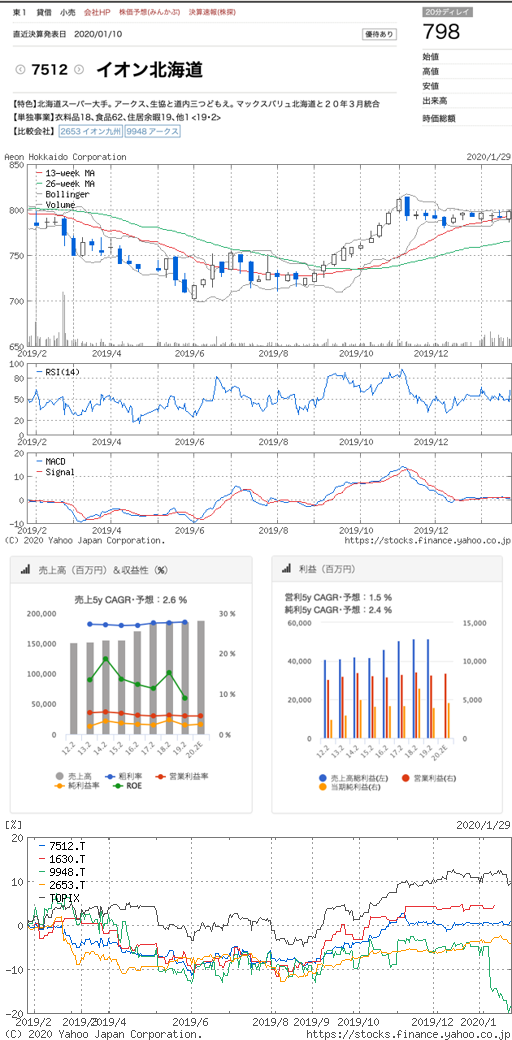 東1 貸借 小売 会社HP 株価予想(みんかぶ) 決算速報(株探)
20分ディレイ
直近決算発表日 2020/01/10
優待あり
798
7512 イオン北海道
始値
高値
安値
出来高
時価総額
【特色】北海道スーパー大手。アークス、生協と道内三つどもえ。マックスバリュ北海道と20年3月統合
【単独事業】衣料品18、食品62、住居余暇19、他1 <19・2>
【比較会社】 2653 イオン九州 9948 アークス
Aeon Hokkaido Corporation 2020/1/29
850
800
750
700
650
13-week MA
26-week MA
Bollinger
Volume
2019/2 2019/4 2019/6 2019/8 2019/10 2019/12
100
80
50
20
0
RSI(14)
2019/2 2019/4 2019/6 2019/8 2019/10 2019/12
20
10
0
-10
MACD
Signal
2019/2 2019/4 2019/6 2019/8 2019/10 2019/12
(C) 2020 Yahoo Japan Corporation. https://stocks.finance.yahoo.co.jp
売上高（百万円）＆収益性（%）
売上5y CAGR・予想：2.6 %
200,000
150,000
100,000
50,000
0
30 %
20 %
10 %
0 %
12.2 13.2 14.2 15.2 16.2 17.2 18.2 19.2 20.2E
売上高 粗利率 営業利益率
純利益率 ROE
利益（百万円）
営利5y CAGR・予想：1.5 %
純利5y CAGR・予想：2.4 %
60,000
40,000
20,000
0
15,000
10,000
5,000
0
12.2 13.2 14.2 15.2 16.2 17.2 18.2 19.2 20.2E
売上高総利益(左) 営業利益(右)
当期純利益(右)
[%] 2020/1/29
20
10
0
-10
-20
7512.T
1630.T
9948.T
2653.T
TOPIX
2019/2 2019/4 2019/6 2019/8 2019/9 2019/10 2019/12 2020/1
(C) 2020 Yahoo Japan Corporation. https://stocks.finance.yahoo.co.jp